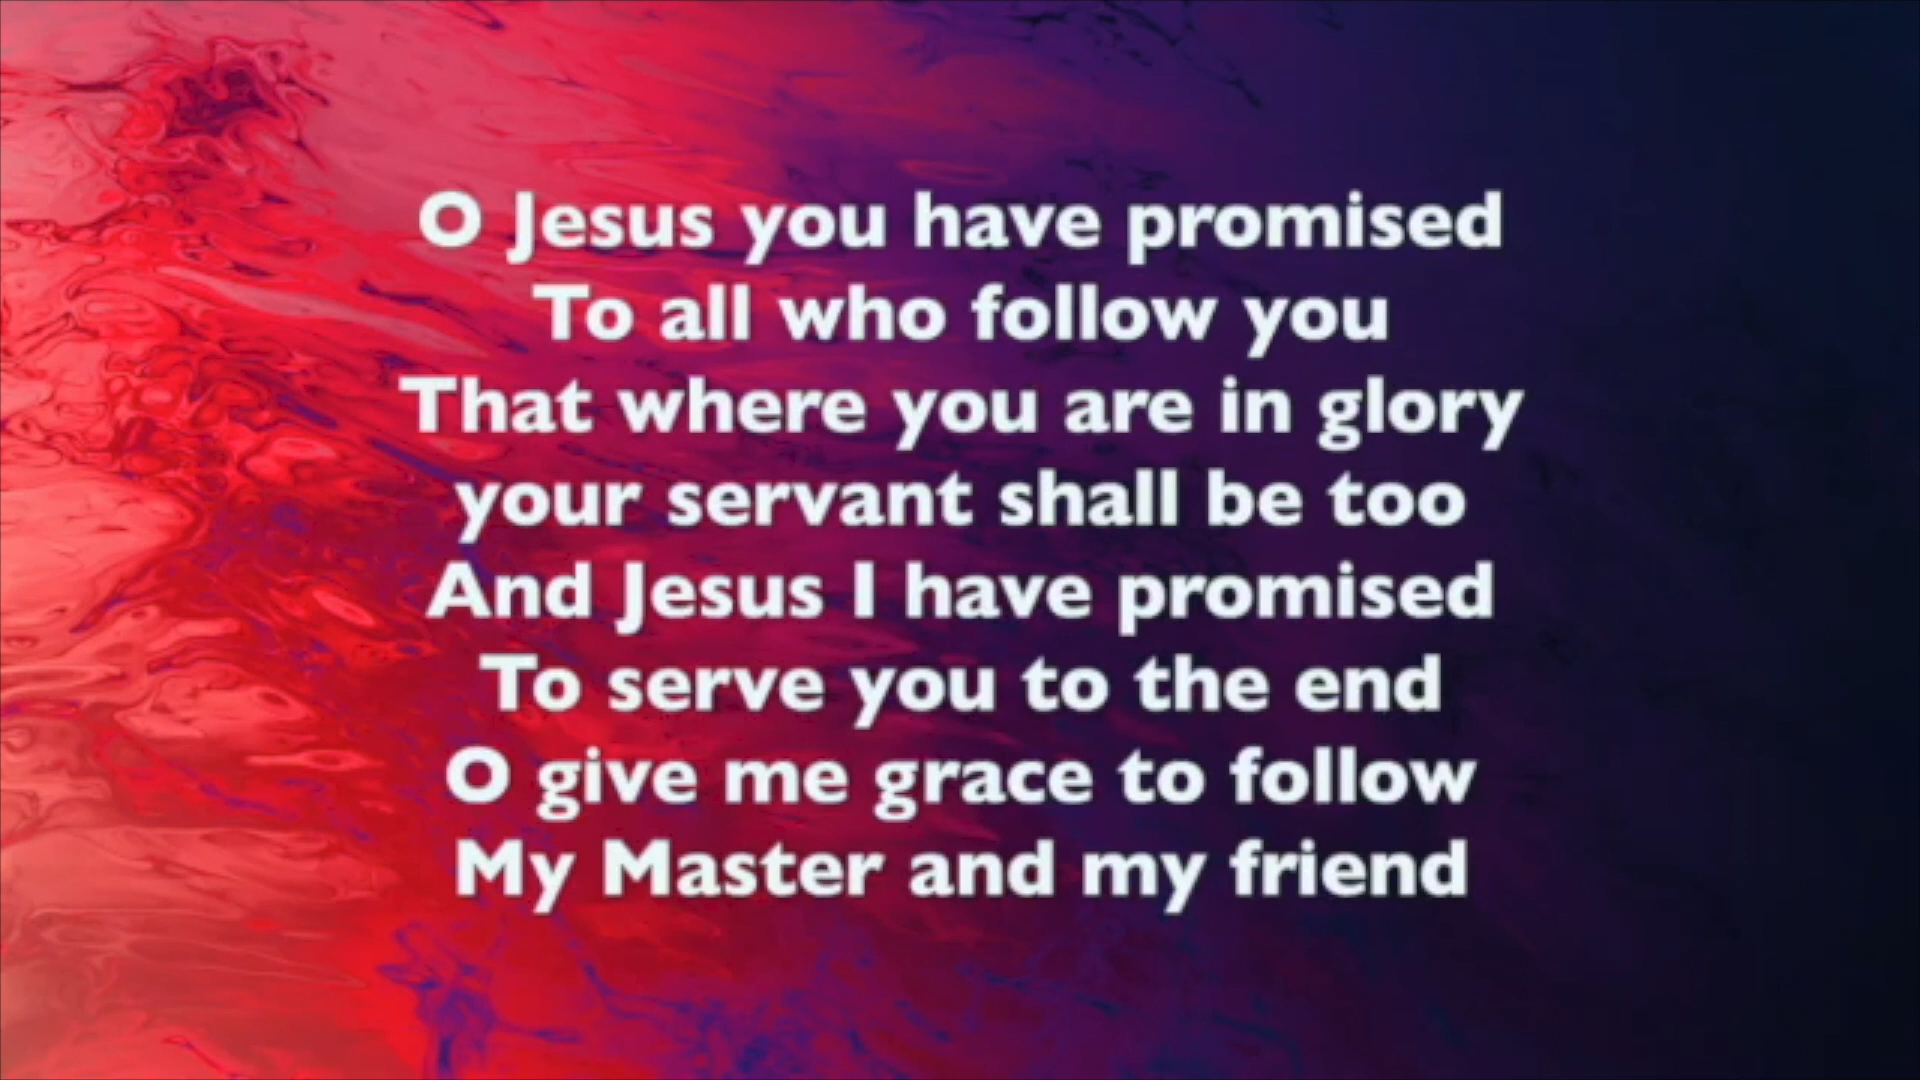 O Jesus you have promised
To all who follow you
That where you are in glory
your servant shall be too
And Jesus I have promised
To serve you to the end
O give me grace to follow
My Master and my friend